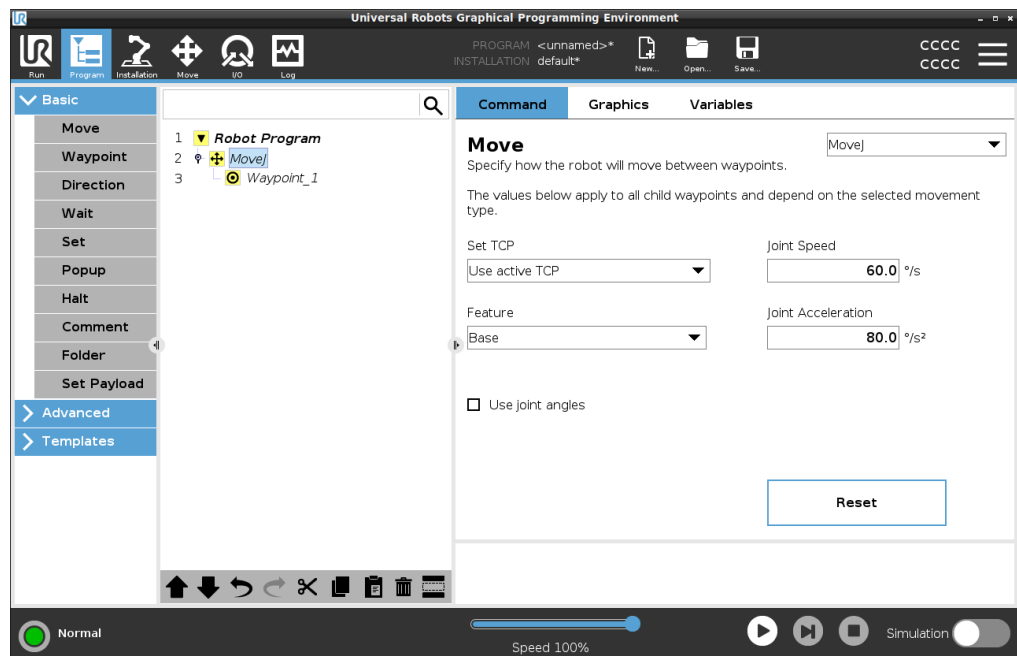 UR
Universal Robots Graphical Programming Environment
UR
PROGRAM <unnamed>*
INSTALLATION default*
CCCC
CCCC
Run
Program
Installation
Move
I/O
Log
New...
Open...
Save...
Basic
Move
Waypoint
Direction
Wait
Set
Popup
Halt
Comment
Folder
Set Payload
Advanced
Templates
1 Robot Program
2 MoveJ
3 Waypoint_1
Command Graphics Variables
Move
MoveJ
Specify how the robot will move between waypoints.
The values below apply to all child waypoints and depend on the selected movement
type.
Set TCP
Joint Speed
Use active TCP
60.0 °/s
Feature
Joint Acceleration
Base
80.0 °/s²
Use joint angles
Reset
Normal
Speed 100%
Simulation